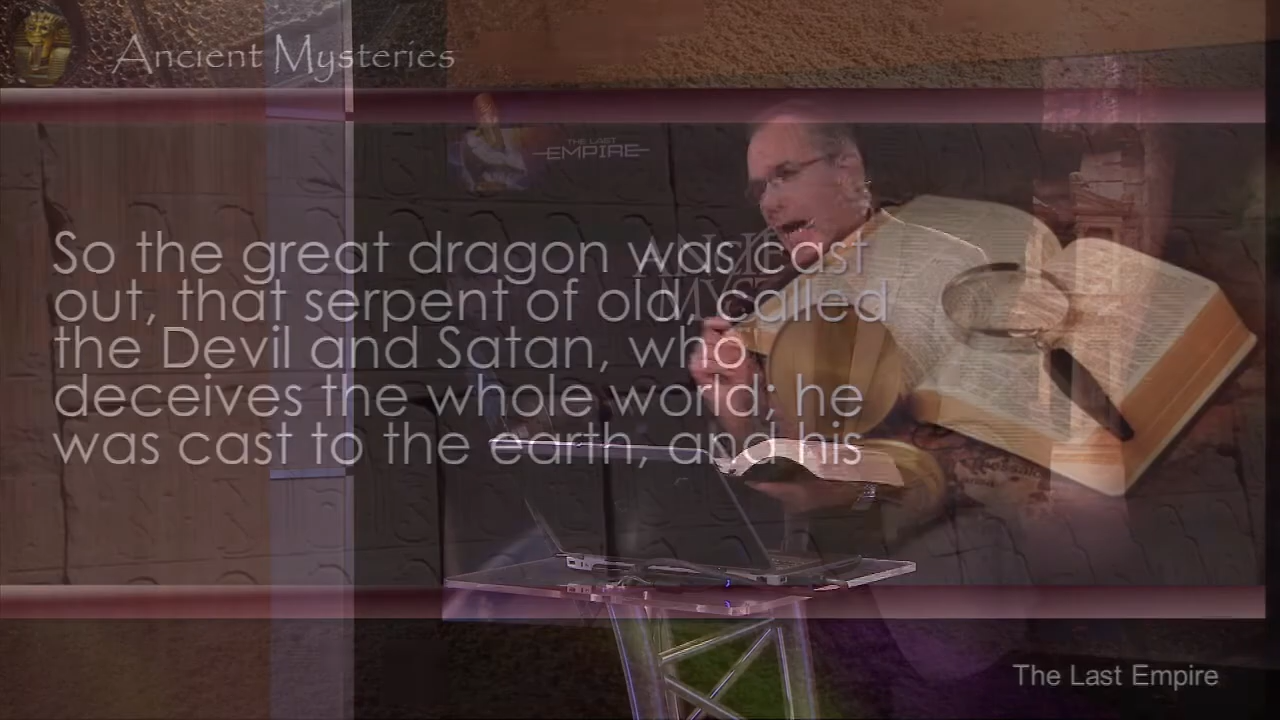 Ancient Mysteries
THE LAST
EMPIRE
So the great dragon was cast
out, that serpent of old, called
the Devil and Satan, who
deceives the whole world; he
was cast to the earth, and his
The Last Empire